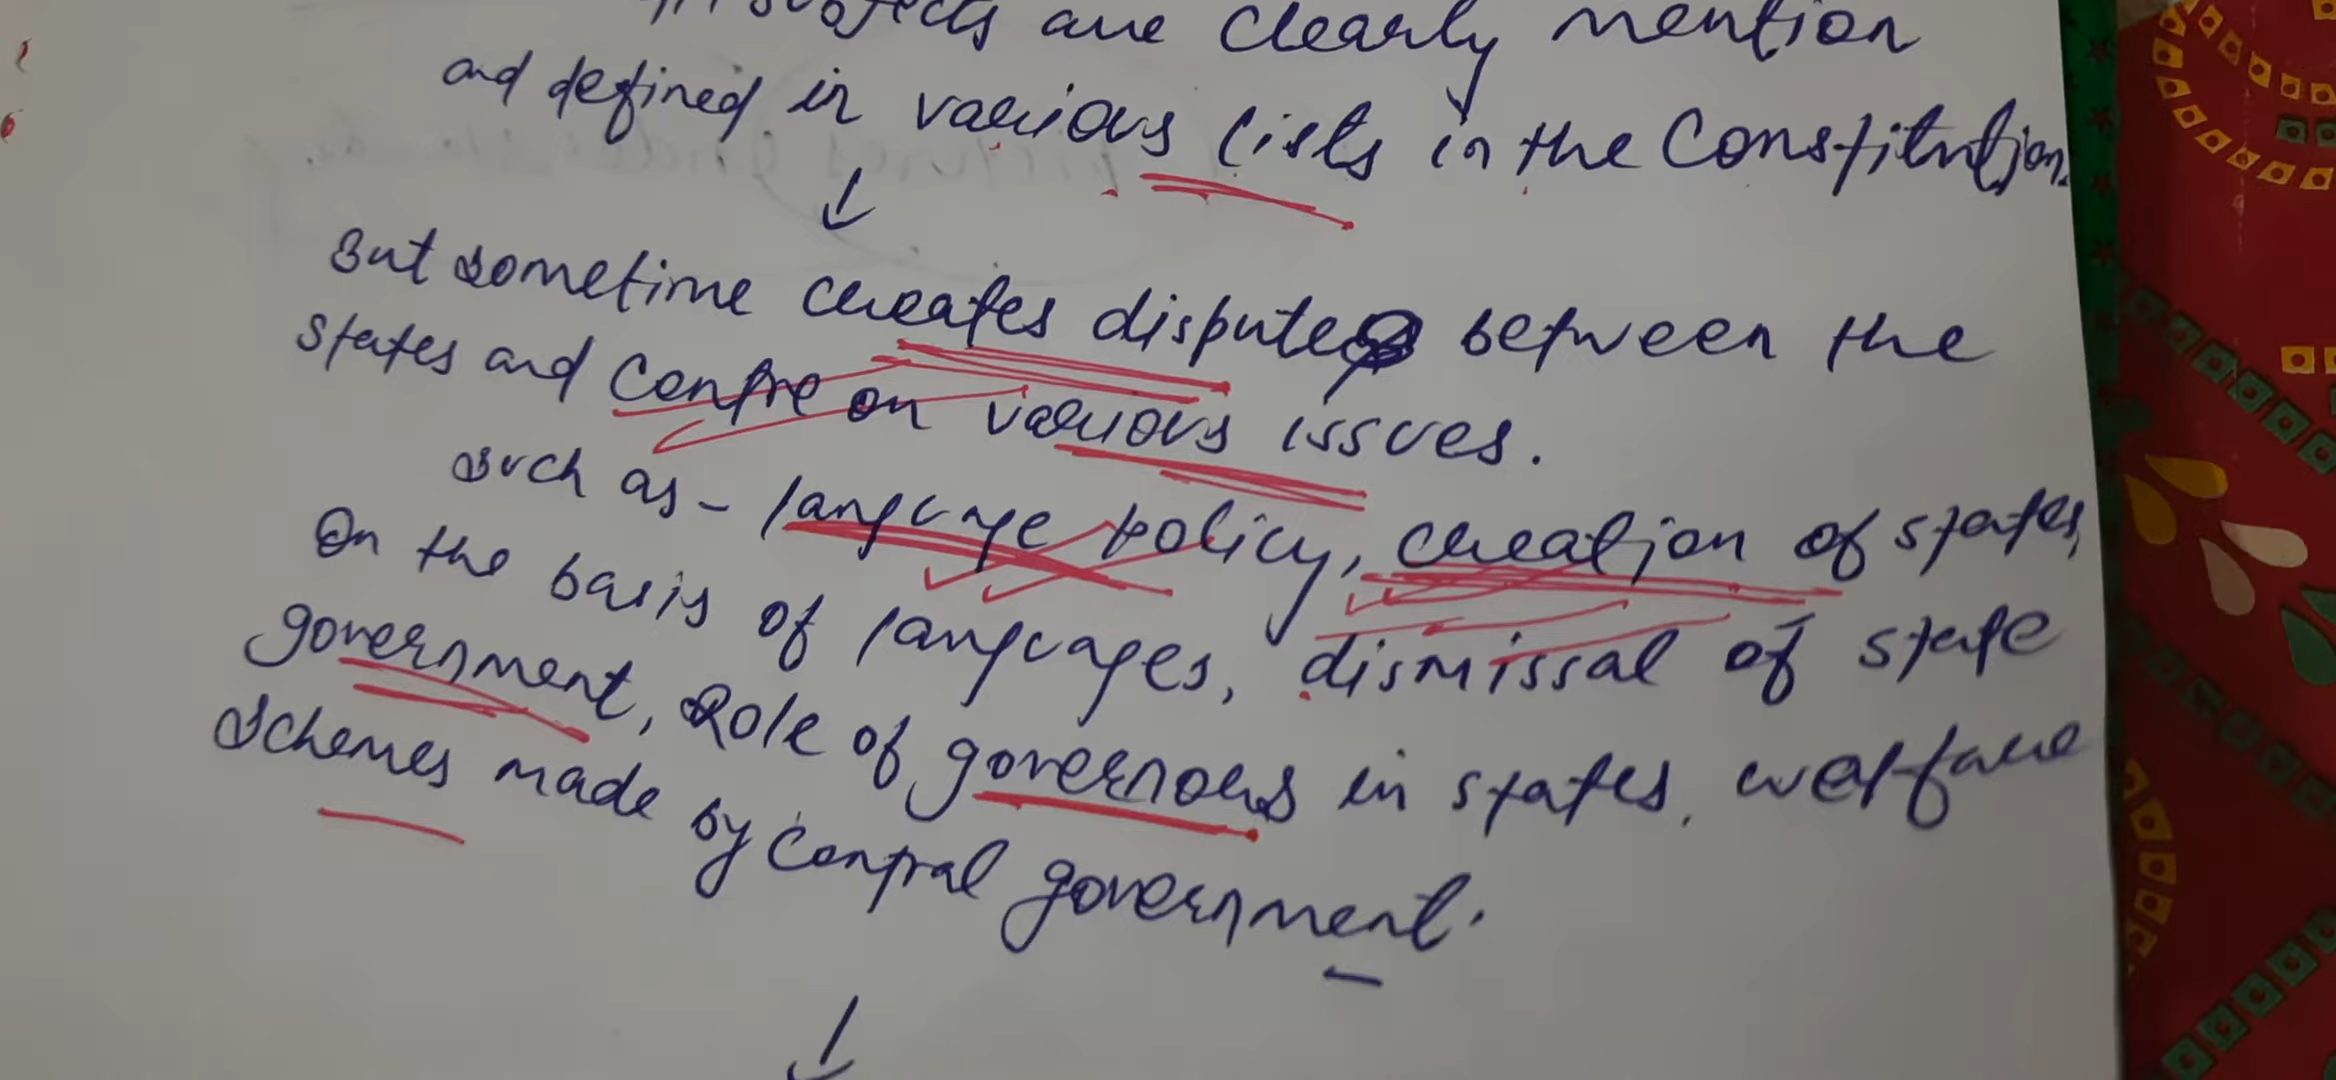 subjects are clearly mention
and defined in various lists in the Constitution.
↓
But sometime creates disputes between the
states and Centre on various issues.
such as - language policy, creation of states,
On the basis of languages, dismissal of state
government, Role of governors in states, welfare
schemes made by central government.
↓